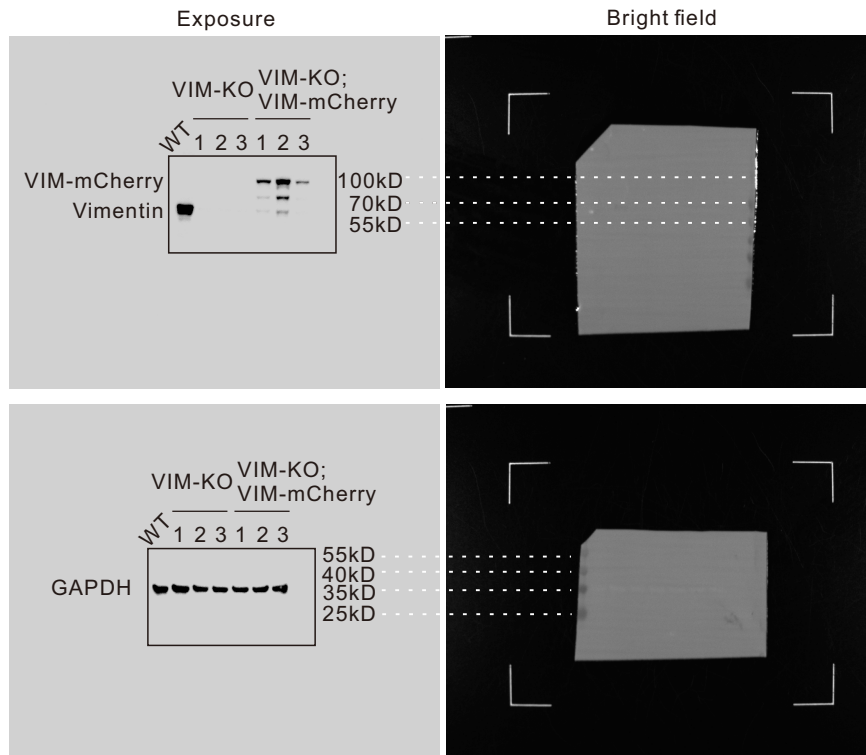 Exposure
Bright field
VIM-KO
VIM-KO;
VIM-mCherry
WT 1 2 3 1 2 3
VIM-mCherry
Vimentin
100kD
70kD
55kD
VIM-KO
VIM-KO;
VIM-mCherry
WT 1 2 3 1 2 3
GAPDH
55kD
40kD
35kD
25kD